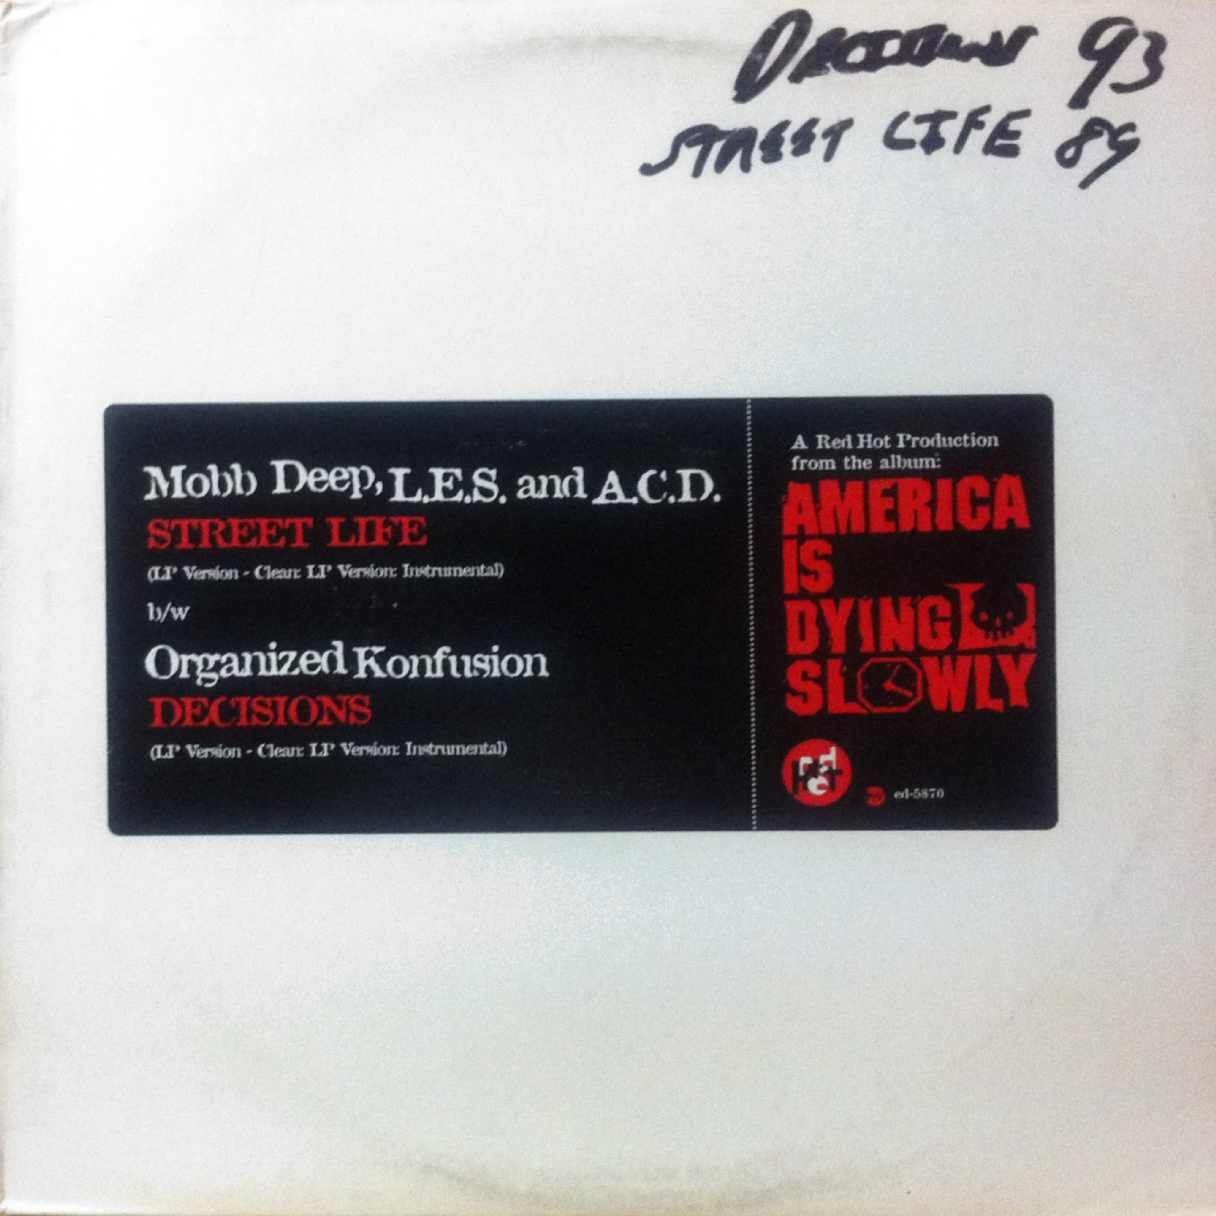 Decisions 93
STREET LIFE 89
Mobb Deep, L.E.S. and A.C.D.
STREET LIFE
(LP Version - Clean: LP Version: Instrumental)
b/w
Organized Konfusion
DECISIONS
(LP Version - Clean: LP Version: Instrumental)
A Red Hot Production
from the album:
AMERICA
IS
DYING
SLOWLY
Red Hot
ed-5870